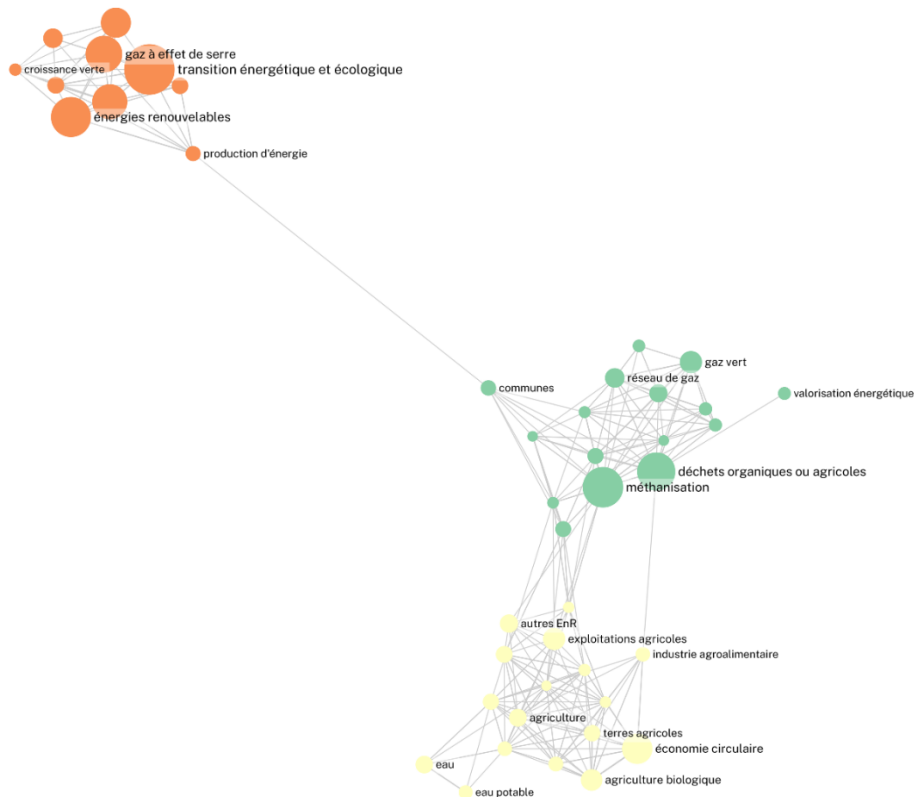 gaz à effet de serre
croissance verte
transition énergétique et écologique
énergies renouvelables
production d'énergie
gaz vert
réseau de gaz
communes
valorisation énergétique
déchets organiques ou agricoles
méthanisation
autres EnR
exploitations agricoles
industrie agroalimentaire
agriculture
terres agricoles
économie circulaire
eau
agriculture biologique
eau potable